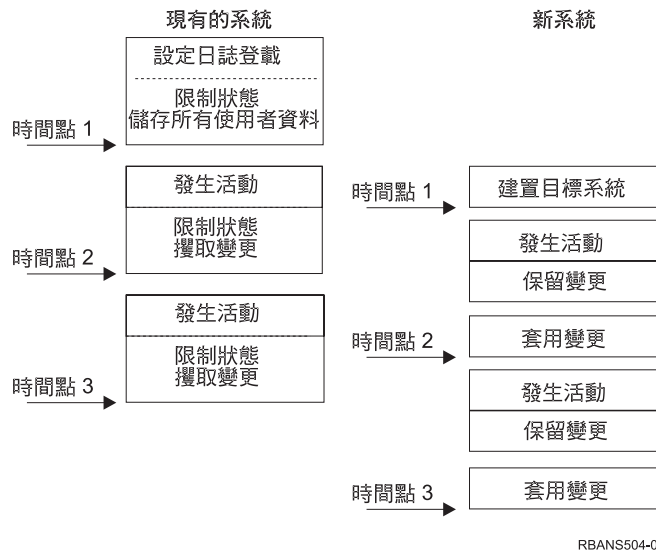 現有的系統
設定日誌登載
限制狀態
儲存所有使用者資料
時間點 1
發生活動
限制狀態
攫取變更
時間點 2
發生活動
限制狀態
攫取變更
時間點 3
新系統
時間點 1
建置目標系統
發生活動
保留變更
時間點 2
套用變更
發生活動
保留變更
時間點 3
套用變更
RBANS504-0